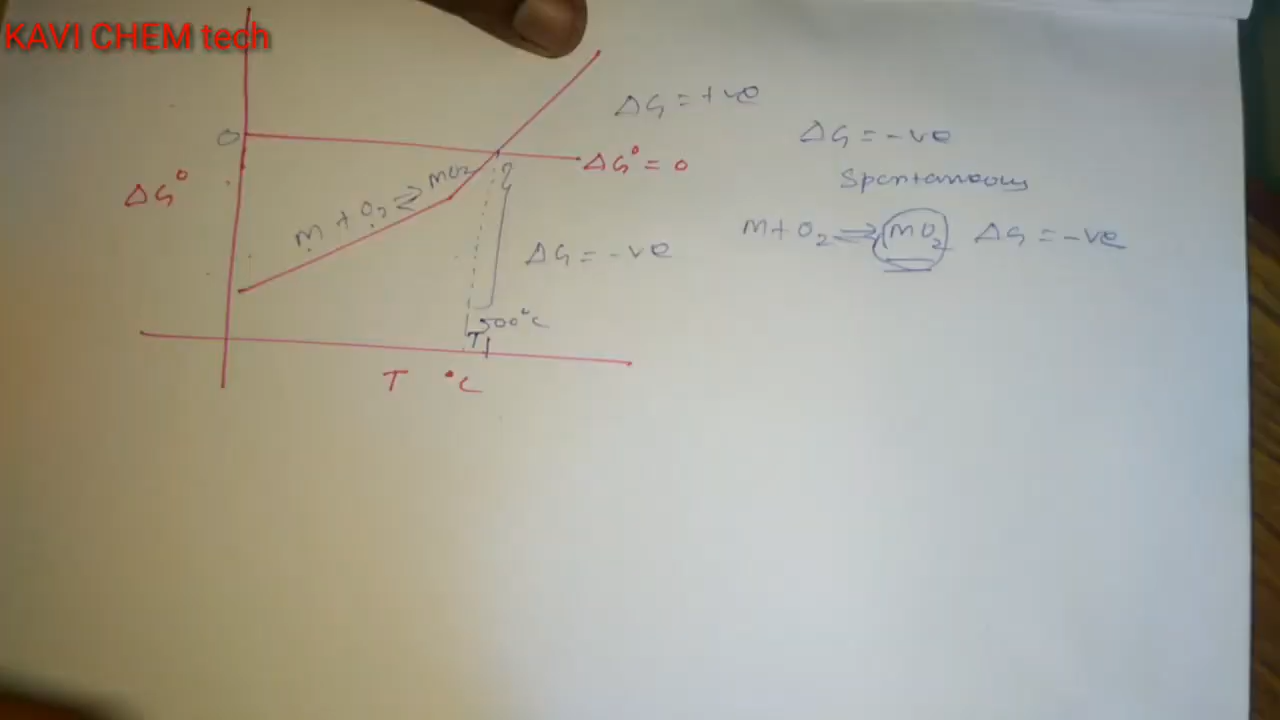 KAVI CHEM tech
ΔG = +ve
0
ΔG° = 0
ΔG°
M + O₂ ⇌ MO₂
ΔG = -ve
500°C
T₁
T °C
ΔG = -ve
Spontaneous
M + O₂ ⇌ MO₂ ΔG = -ve